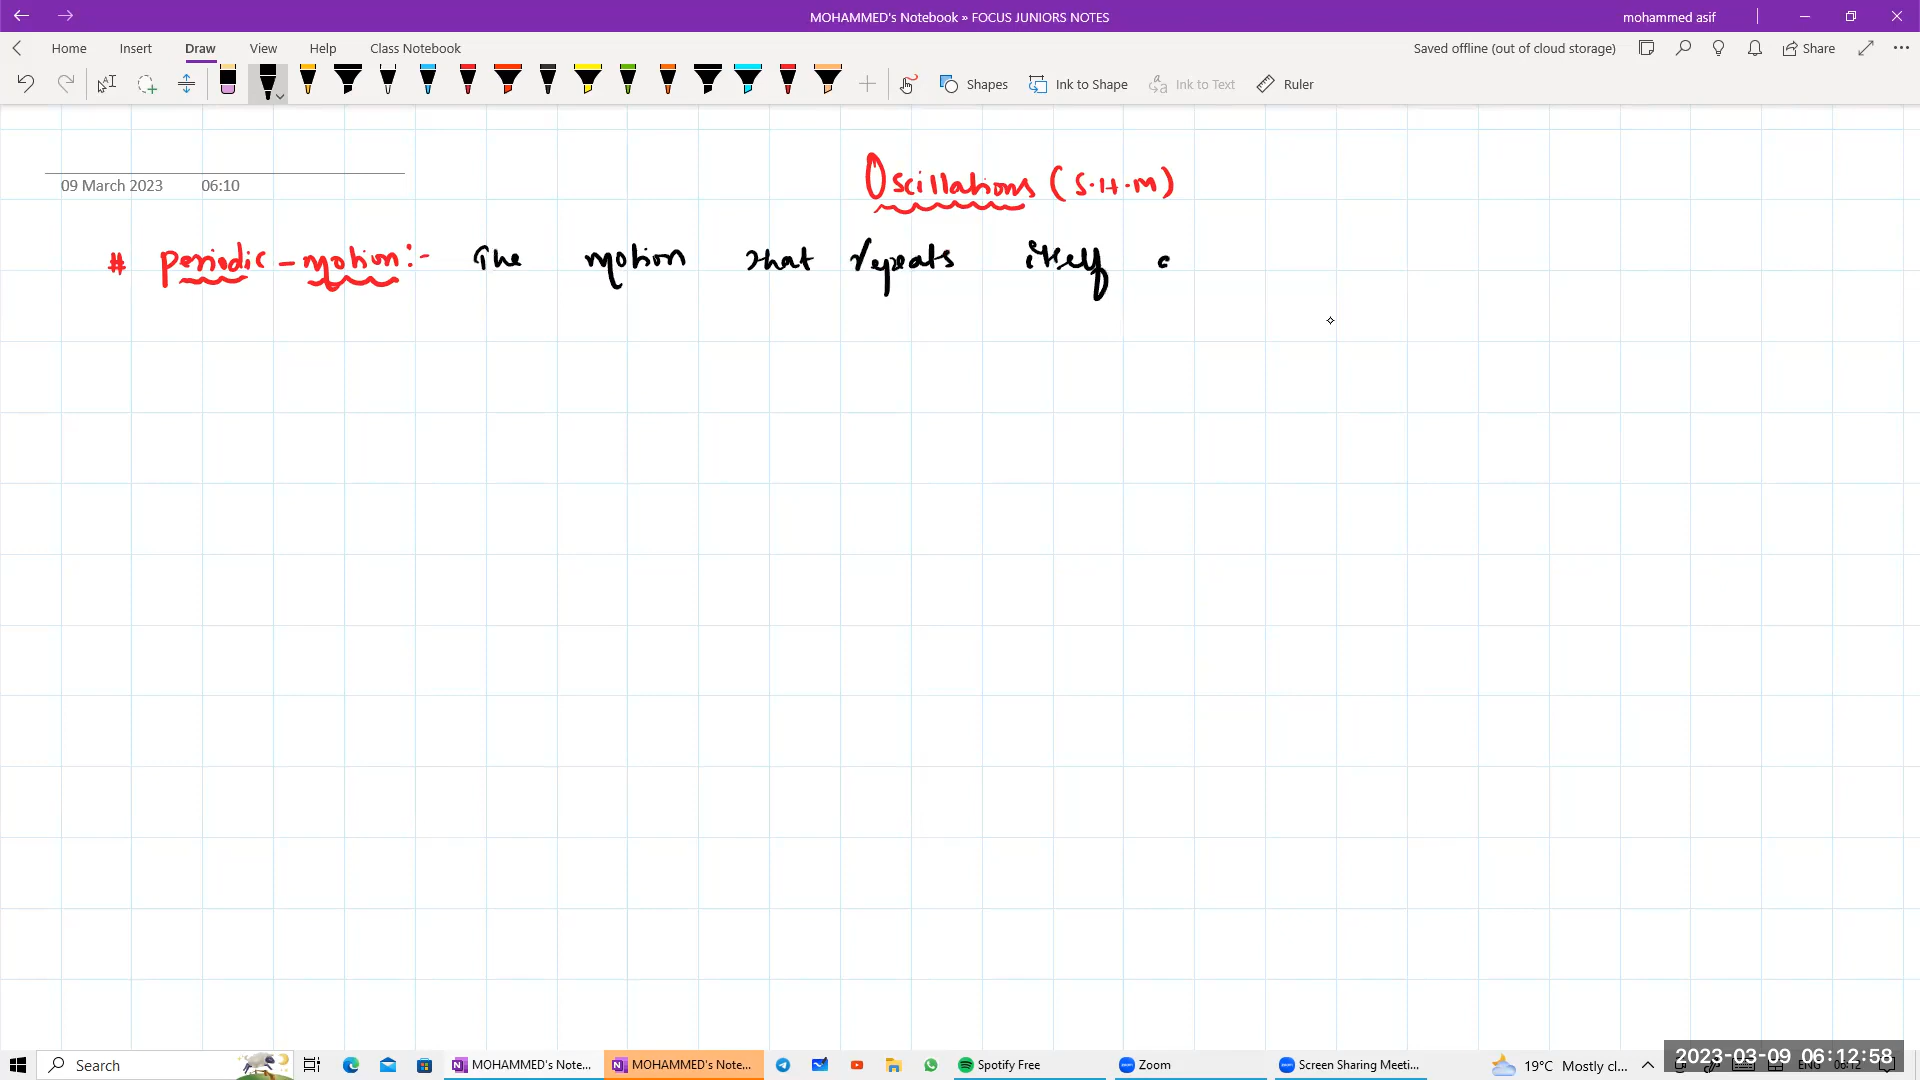 MOHAMMED's Notebook » FOCUS JUNIORS NOTES
mohammed asif
Home Insert Draw View Help Class Notebook
Saved offline (out of cloud storage)
Share
Shapes Ink to Shape Ink to Text Ruler
Oscillations (S.H.M)
09 March 2023 06:10
# Periodic - motion :- The motion that repeats itself
Search
MOHAMMED's Note...
MOHAMMED's Note...
Spotify Free
Zoom
Screen Sharing Meeti...
19°C Mostly cl...
2023-03-09 06:12:58